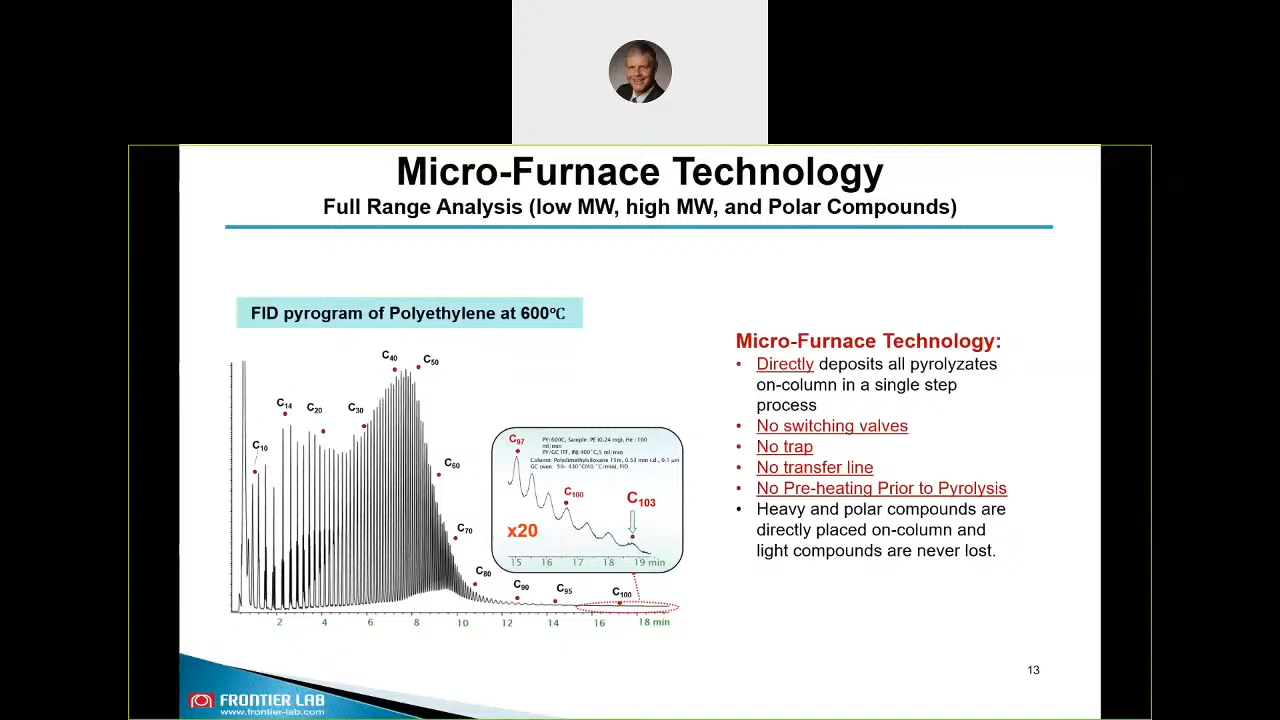 Micro-Furnace Technology
Full Range Analysis (low MW, high MW, and Polar Compounds)
FID pyrogram of Polyethylene at 600℃
C10
C14
C20
C30
C40
C50
C60
C70
C80
C90
C95
C100
2 4 6 8 10 12 14 16 18 min
C97
PY:600C, Sample: PE (0.24 mg), He : 100
ml/min
PY/GC ITF, INJ:400˚C,5 ml/min
Column: Polydimethylsiloxane 15m, 0.53 mm i.d., 0.1 µm
GC oven: 50- 430˚C(40 ˚C/min), FID
C100
C103
x20
15 16 17 18 19 min
Micro-Furnace Technology:
• Directly deposits all pyrolyzates
on-column in a single step
process
• No switching valves
• No trap
• No transfer line
• No Pre-heating Prior to Pyrolysis
• Heavy and polar compounds are
directly placed on-column and
light compounds are never lost.
13
FRONTIER LAB
www.frontier-lab.com